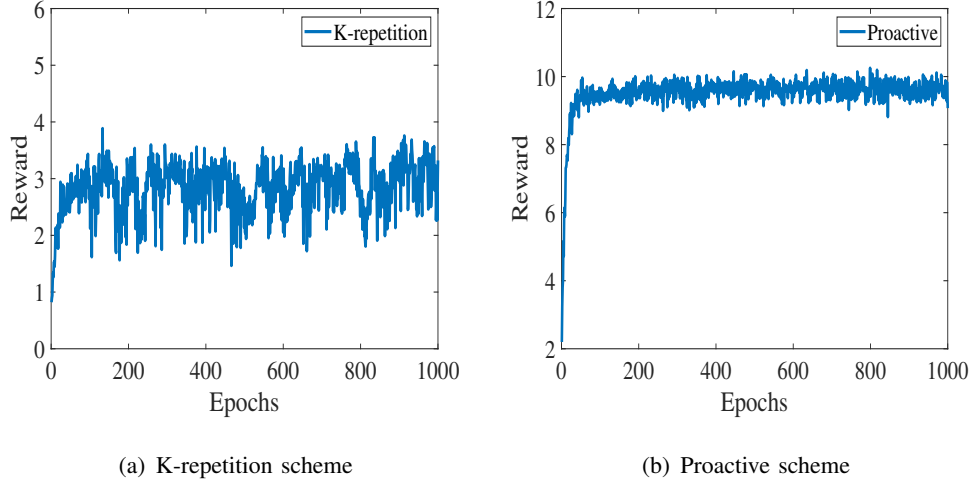 6
5
4
3
2
1
0
Reward
K-repetition
0 200 400 600 800 1000
Epochs
(a) K-repetition scheme
12
10
8
6
4
2
Reward
Proactive
0 200 400 600 800 1000
Epochs
(b) Proactive scheme